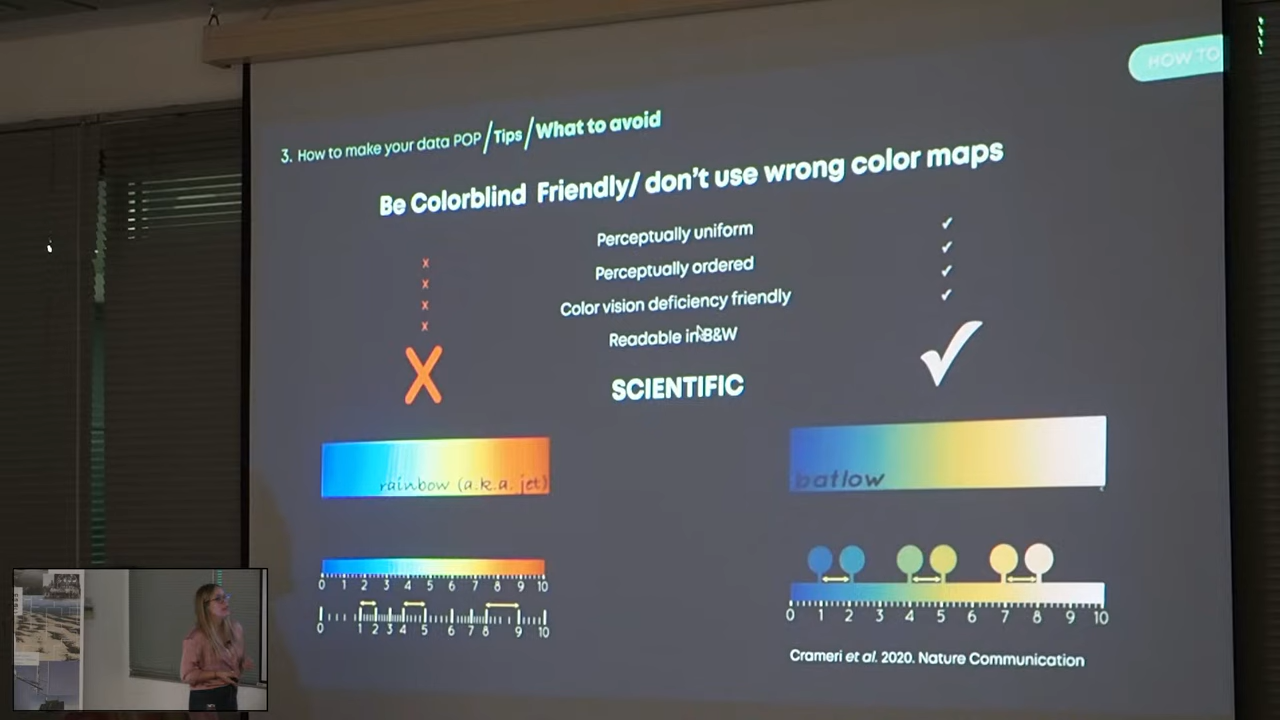 HOW TO
3. How to make your data POP/Tips/What to avoid
Be Colorblind Friendly/ don't use wrong color maps
Perceptually uniform ✓
x Perceptually ordered ✓
x Color vision deficiency friendly ✓
x Readable in B&W ✓
x
X SCIENTIFIC ✓
rainbow (a.k.a. jet)
batlow
0 1 2 3 4 5 6 7 8 9 10
0 1 2 3 4 5 6 7 8 9 10
0 1 2 3 4 5 6 7 8 9 10
Crameri et al. 2020. Nature Communication